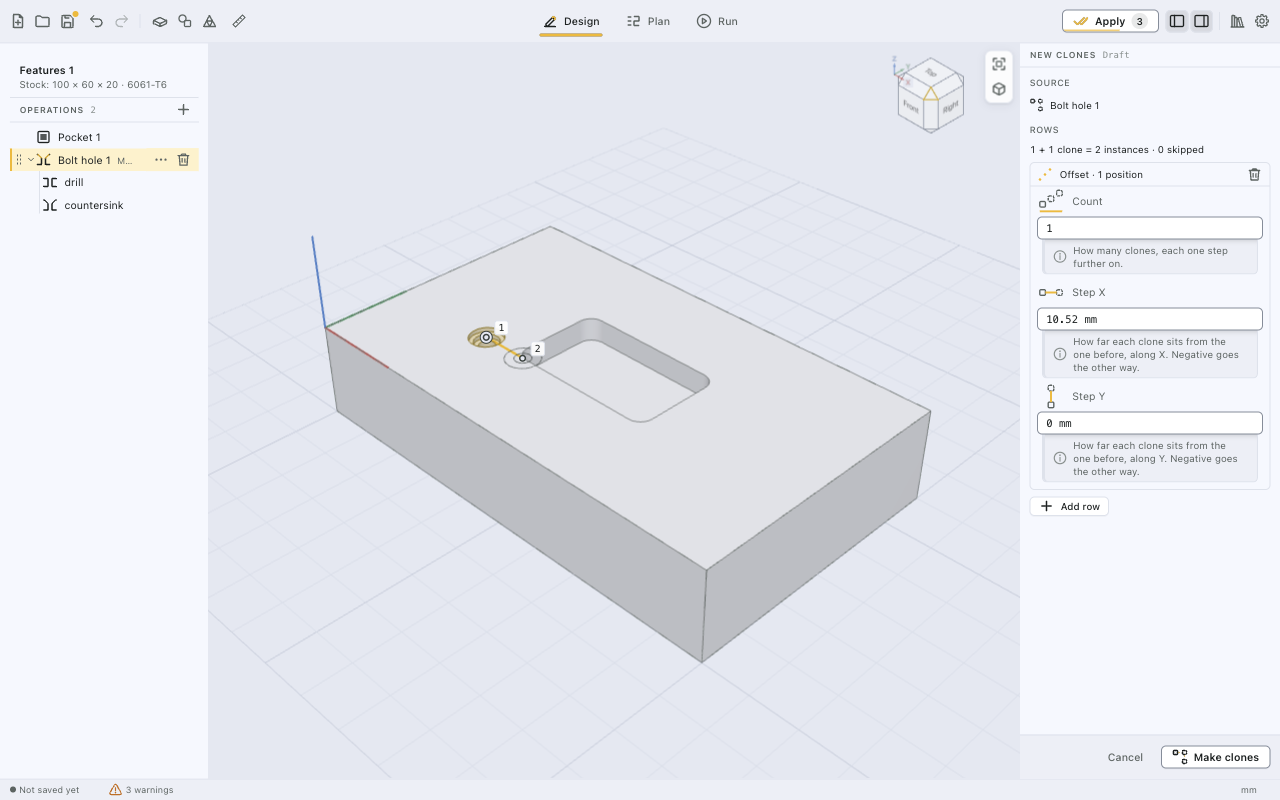 Design
Plan
Run
Apply 3
Features 1
Stock: 100 × 60 × 20 · 6061-T6
OPERATIONS 2
Pocket 1
Bolt hole 1 M...
drill
countersink
Z
Top
Front
Right
1
2
NEW CLONES Draft
SOURCE
Bolt hole 1
ROWS
1 + 1 clone = 2 instances · 0 skipped
Offset · 1 position
Count
1
How many clones, each one step
further on.
Step X
10.52 mm
How far each clone sits from the
one before, along X. Negative goes
the other way.
Step Y
0 mm
How far each clone sits from the
one before, along Y. Negative goes
the other way.
Add row
Cancel
Make clones
Not saved yet
3 warnings
mm